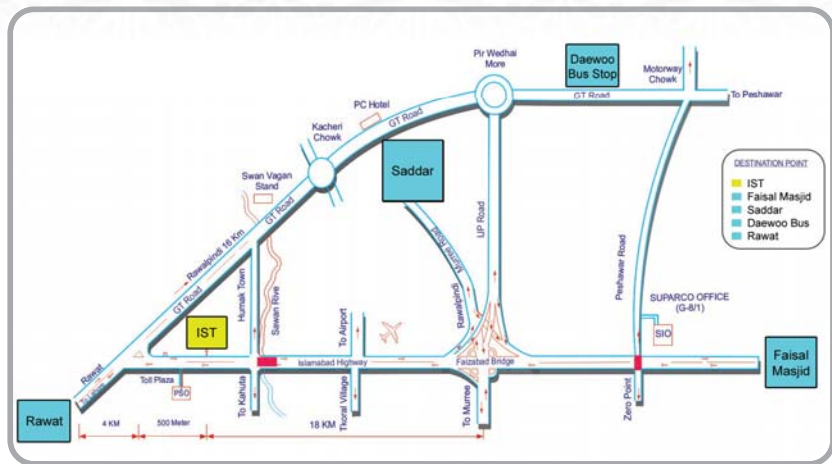 Pir Wedhai
More
Daewoo
Bus Stop
Motorway
Chowk
GT Road
To Peshawar
PC Hotel
GT Road
Kacheri
Chowk
Saddar
Swan Vagan
Stand
GT Road
DESTINATION POINT
IST
Faisal Masjid
Saddar
Daewoo Bus
Rawat
Rawalpindi 16 Km
GT Road
Humak Town
Sawan Rive
Rawalpindi Murree Road
IJP Road
Peshawar Road
SUPARCO OFFICE
(G-8/1)
SIO
IST
To Airport
Islamabad Highway
Faizabad Bridge
Faisal
Masjid
Rawat
To Lahore
Toll Plaza
PSO
To Kahuta
Tkoral Village
To Murree
Zero Point
Rawat
4 KM
500 Meter
18 KM